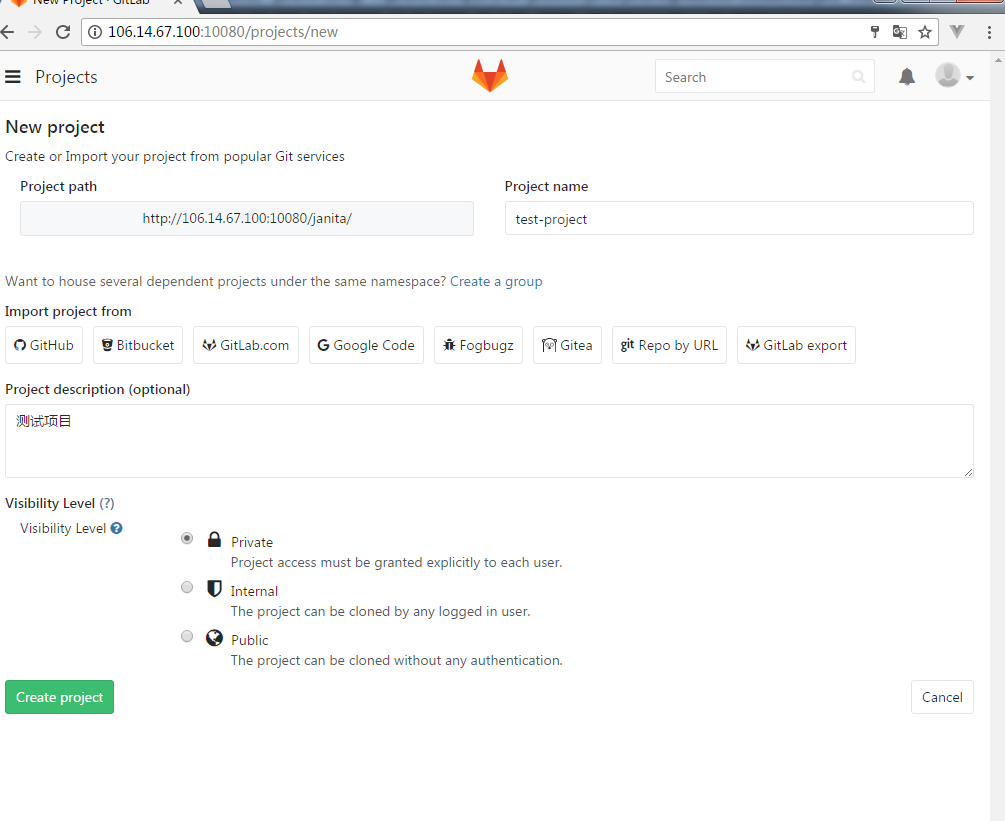 New Project · GitLab
106.14.67.100:10080/projects/new
Projects
Search
New project
Create or Import your project from popular Git services
Project path
Project name
http://106.14.67.100:10080/janita/
test-project
Want to house several dependent projects under the same namespace? Create a group
Import project from
GitHub
Bitbucket
GitLab.com
Google Code
Fogbugz
Gitea
git Repo by URL
GitLab export
Project description (optional)
测试项目
Visibility Level (?)
Visibility Level
Private
Project access must be granted explicitly to each user.
Internal
The project can be cloned by any logged in user.
Public
The project can be cloned without any authentication.
Create project
Cancel